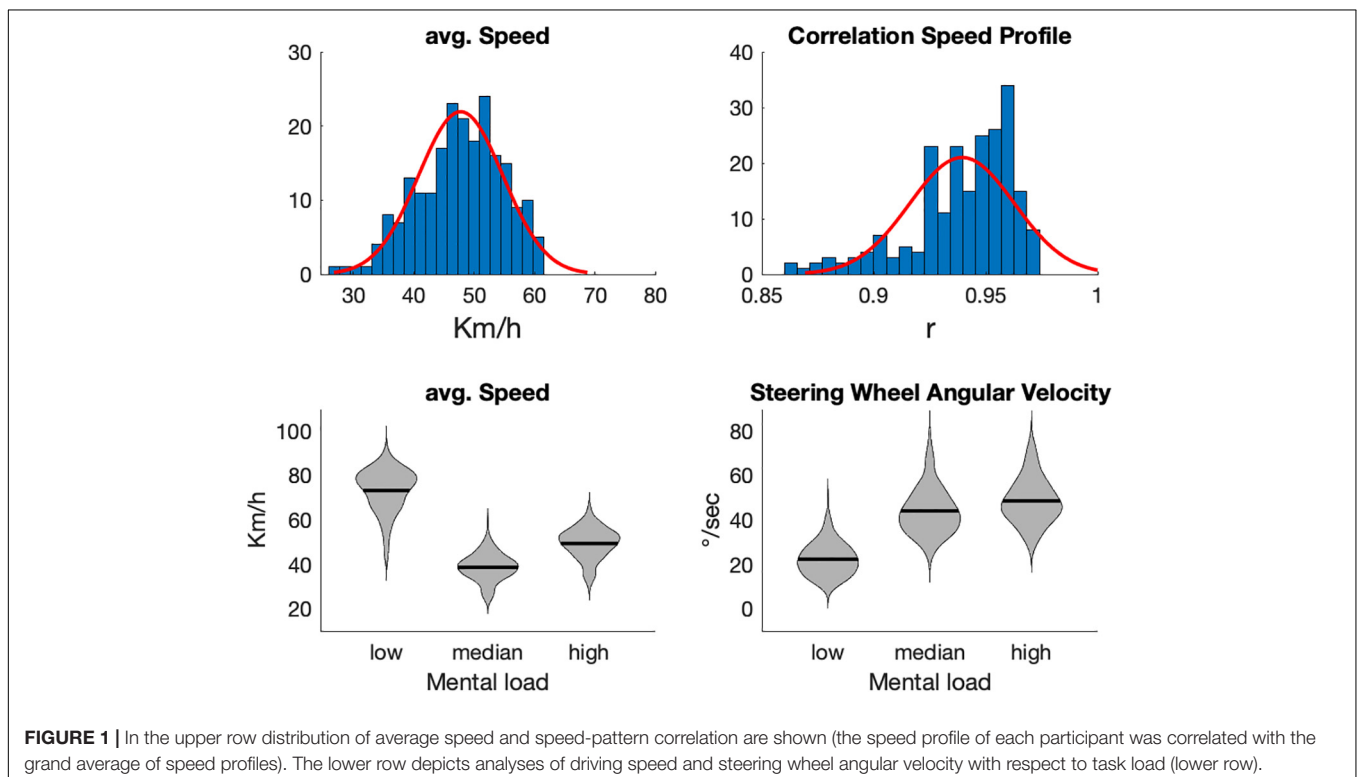 avg. Speed
30
20
10
0
30 40 50 60 70 80
Km/h
Correlation Speed Profile
40
30
20
10
0
0.85 0.9 0.95 1
r
avg. Speed
100
80
60
40
20
Km/h
low median high
Mental load
Steering Wheel Angular Velocity
80
60
40
20
0
°/sec
low median high
Mental load
FIGURE 1 | In the upper row distribution of average speed and speed-pattern correlation are shown (the speed profile of each participant was correlated with the
grand average of speed profiles). The lower row depicts analyses of driving speed and steering wheel angular velocity with respect to task load (lower row).